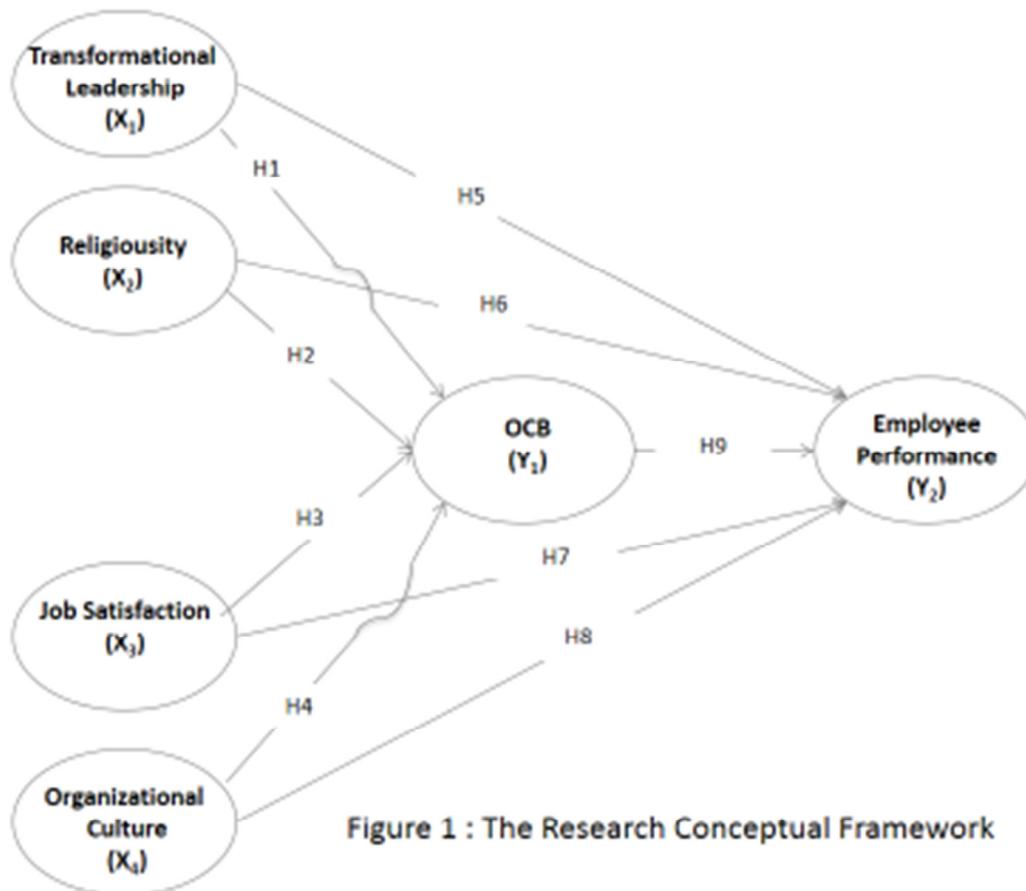 Transformational
Leadership
(X₁)
H1
H5
Religiousity
(X₂)
H6
H2
OCB
(Y₁)
H9
Employee
Performance
(Y₂)
H3
H7
Job Satisfaction
(X₃)
H8
H4
Organizational
Culture
(X₄)
Figure 1 : The Research Conceptual Framework